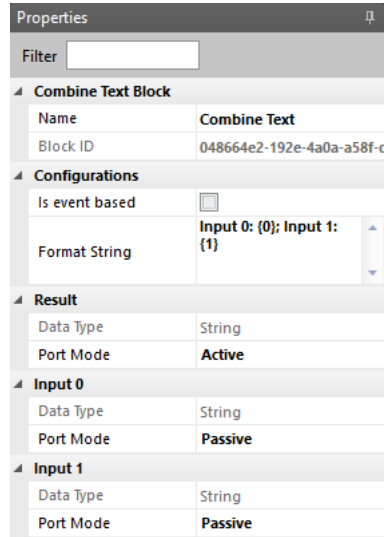 Properties
Filter
Combine Text Block
Name Combine Text
Block ID 048664e2-192e-4a0a-a58f-
Configurations
Is event based
Format String Input 0: {0}; Input 1:
{1}
Result
Data Type String
Port Mode Active
Input 0
Data Type String
Port Mode Passive
Input 1
Data Type String
Port Mode Passive